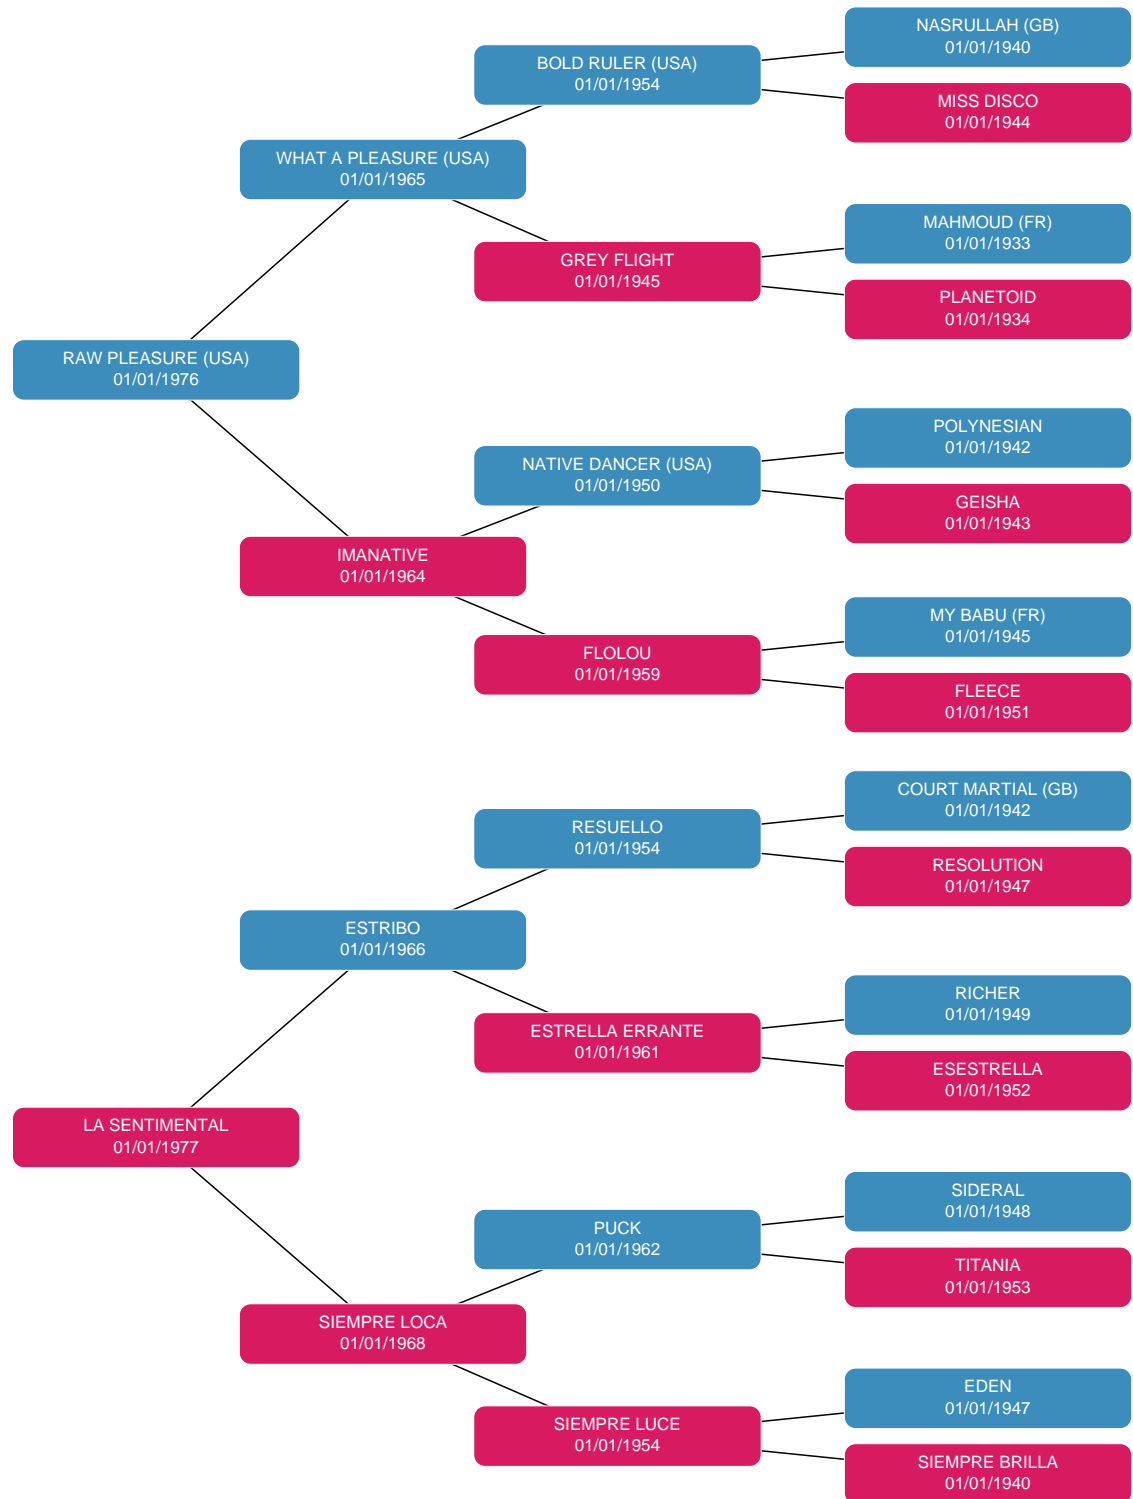 NASRULLAH (GB)
01/01/1940
BOLD RULER (USA)
01/01/1954
MISS DISCO
01/01/1944
WHAT A PLEASURE (USA)
01/01/1965
MAHMOUD (FR)
01/01/1933
GREY FLIGHT
01/01/1945
PLANETOID
01/01/1934
RAW PLEASURE (USA)
01/01/1976
POLYNESIAN
01/01/1942
NATIVE DANCER (USA)
01/01/1950
GEISHA
01/01/1943
IMANATIVE
01/01/1964
MY BABU (FR)
01/01/1945
FLOLOU
01/01/1959
FLEECE
01/01/1951
COURT MARTIAL (GB)
01/01/1942
RESUELLO
01/01/1954
RESOLUTION
01/01/1947
ESTRIBO
01/01/1966
RICHER
01/01/1949
ESTRELLA ERRANTE
01/01/1961
ESESTRELLA
01/01/1952
LA SENTIMENTAL
01/01/1977
SIDERAL
01/01/1948
PUCK
01/01/1962
TITANIA
01/01/1953
SIEMPRE LOCA
01/01/1968
EDEN
01/01/1947
SIEMPRE LUCE
01/01/1954
SIEMPRE BRILLA
01/01/1940